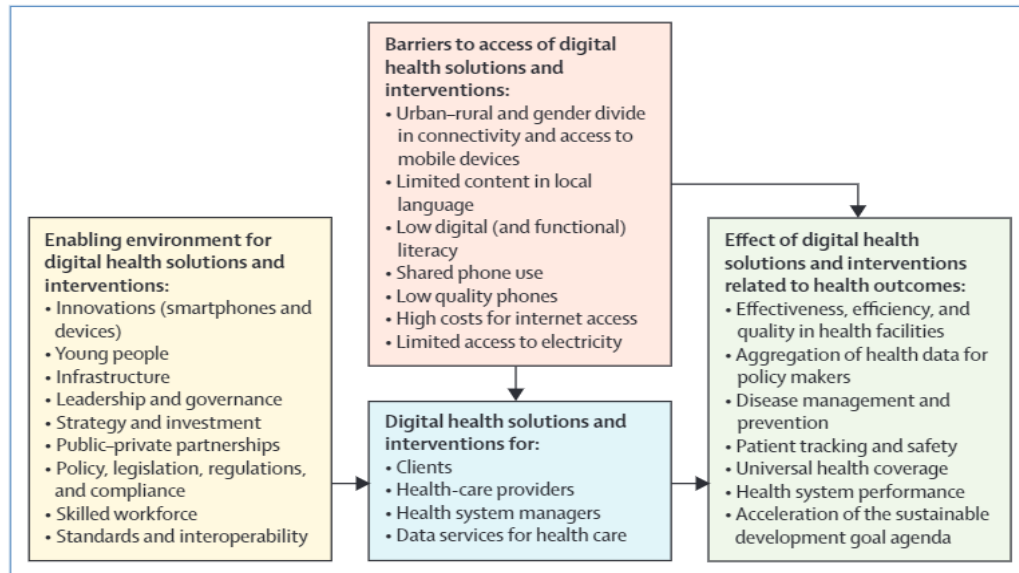 Barriers to access of digital
health solutions and
interventions:
• Urban–rural and gender divide
in connectivity and access to
mobile devices
• Limited content in local
language
• Low digital (and functional)
literacy
• Shared phone use
• Low quality phones
• High costs for internet access
• Limited access to electricity
Enabling environment for
digital health solutions and
interventions:
• Innovations (smartphones and
devices)
• Young people
• Infrastructure
• Leadership and governance
• Strategy and investment
• Public–private partnerships
• Policy, legislation, regulations,
and compliance
• Skilled workforce
• Standards and interoperability
Digital health solutions and
interventions for:
• Clients
• Health-care providers
• Health system managers
• Data services for health care
Effect of digital health
solutions and interventions
related to health outcomes:
• Effectiveness, efficiency, and
quality in health facilities
• Aggregation of health data for
policy makers
• Disease management and
prevention
• Patient tracking and safety
• Universal health coverage
• Health system performance
• Acceleration of the sustainable
development goal agenda